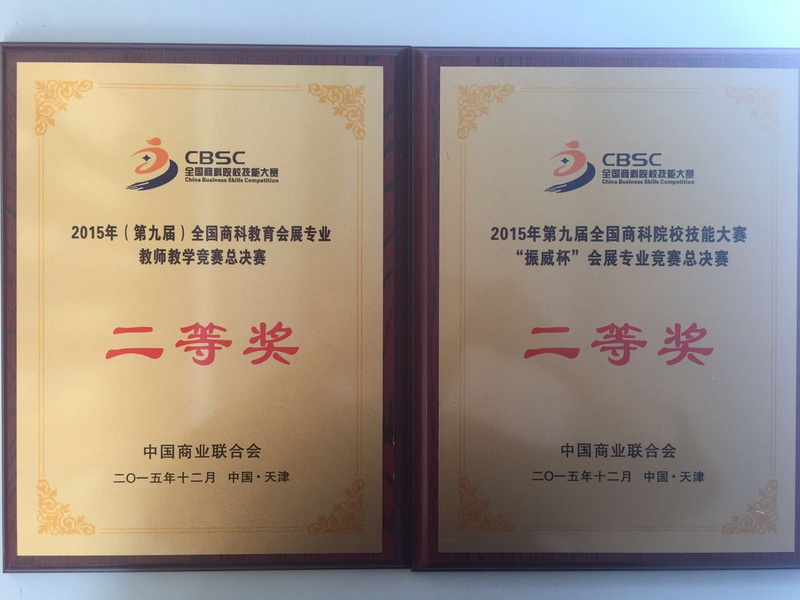 CBSC
全国商科院校技能大赛
China Business Skills Competition
2015年（第九届）全国商科教育会展专业
教师教学竞赛总决赛
二等奖
中国商业联合会
二〇一五年十二月 中国·天津
CBSC
全国商科院校技能大赛
China Business Skills Competition
2015年第九届全国商科院校技能大赛
“振威杯”会展专业竞赛总决赛
二等奖
中国商业联合会
二〇一五年十二月 中国·天津